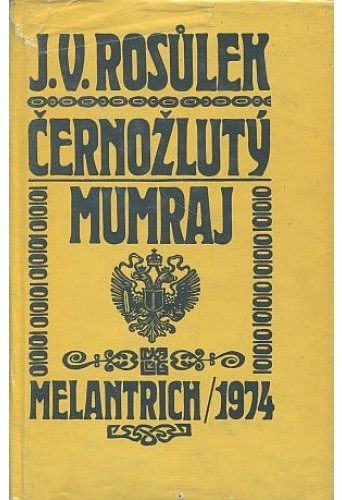 J.V. ROSŮLEK
ČERNOŽLUTÝ
MUMRAJ
MELANTRICH/1974